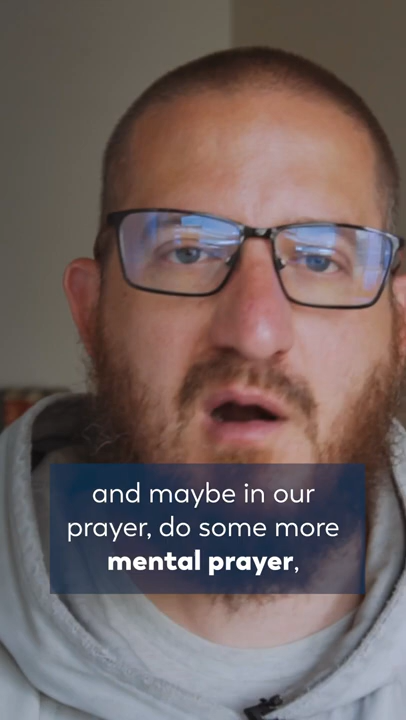 and maybe in our
prayer, do some more
mental prayer,